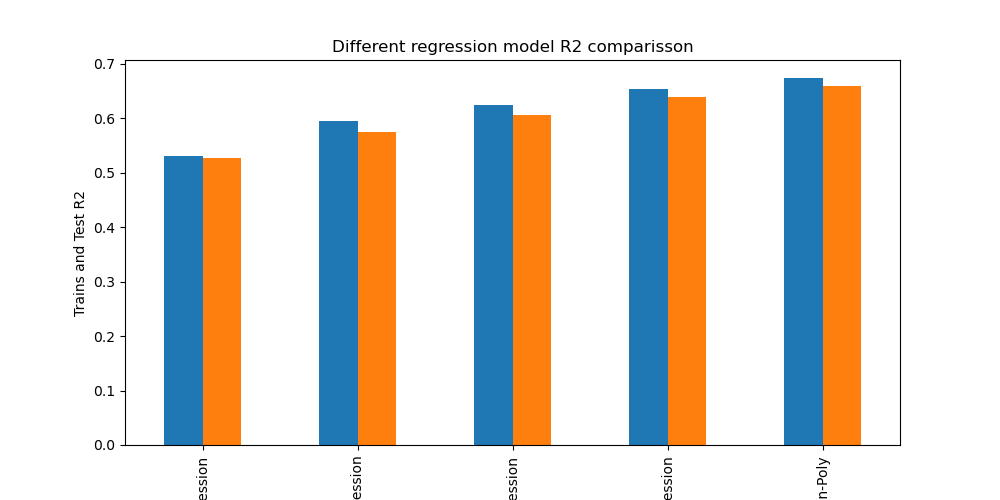 Different regression model R2 comparisson
Trains and Test R2
0.7
0.6
0.5
0.4
0.3
0.2
0.1
0.0
ession
ession
ession
ession
n-Poly